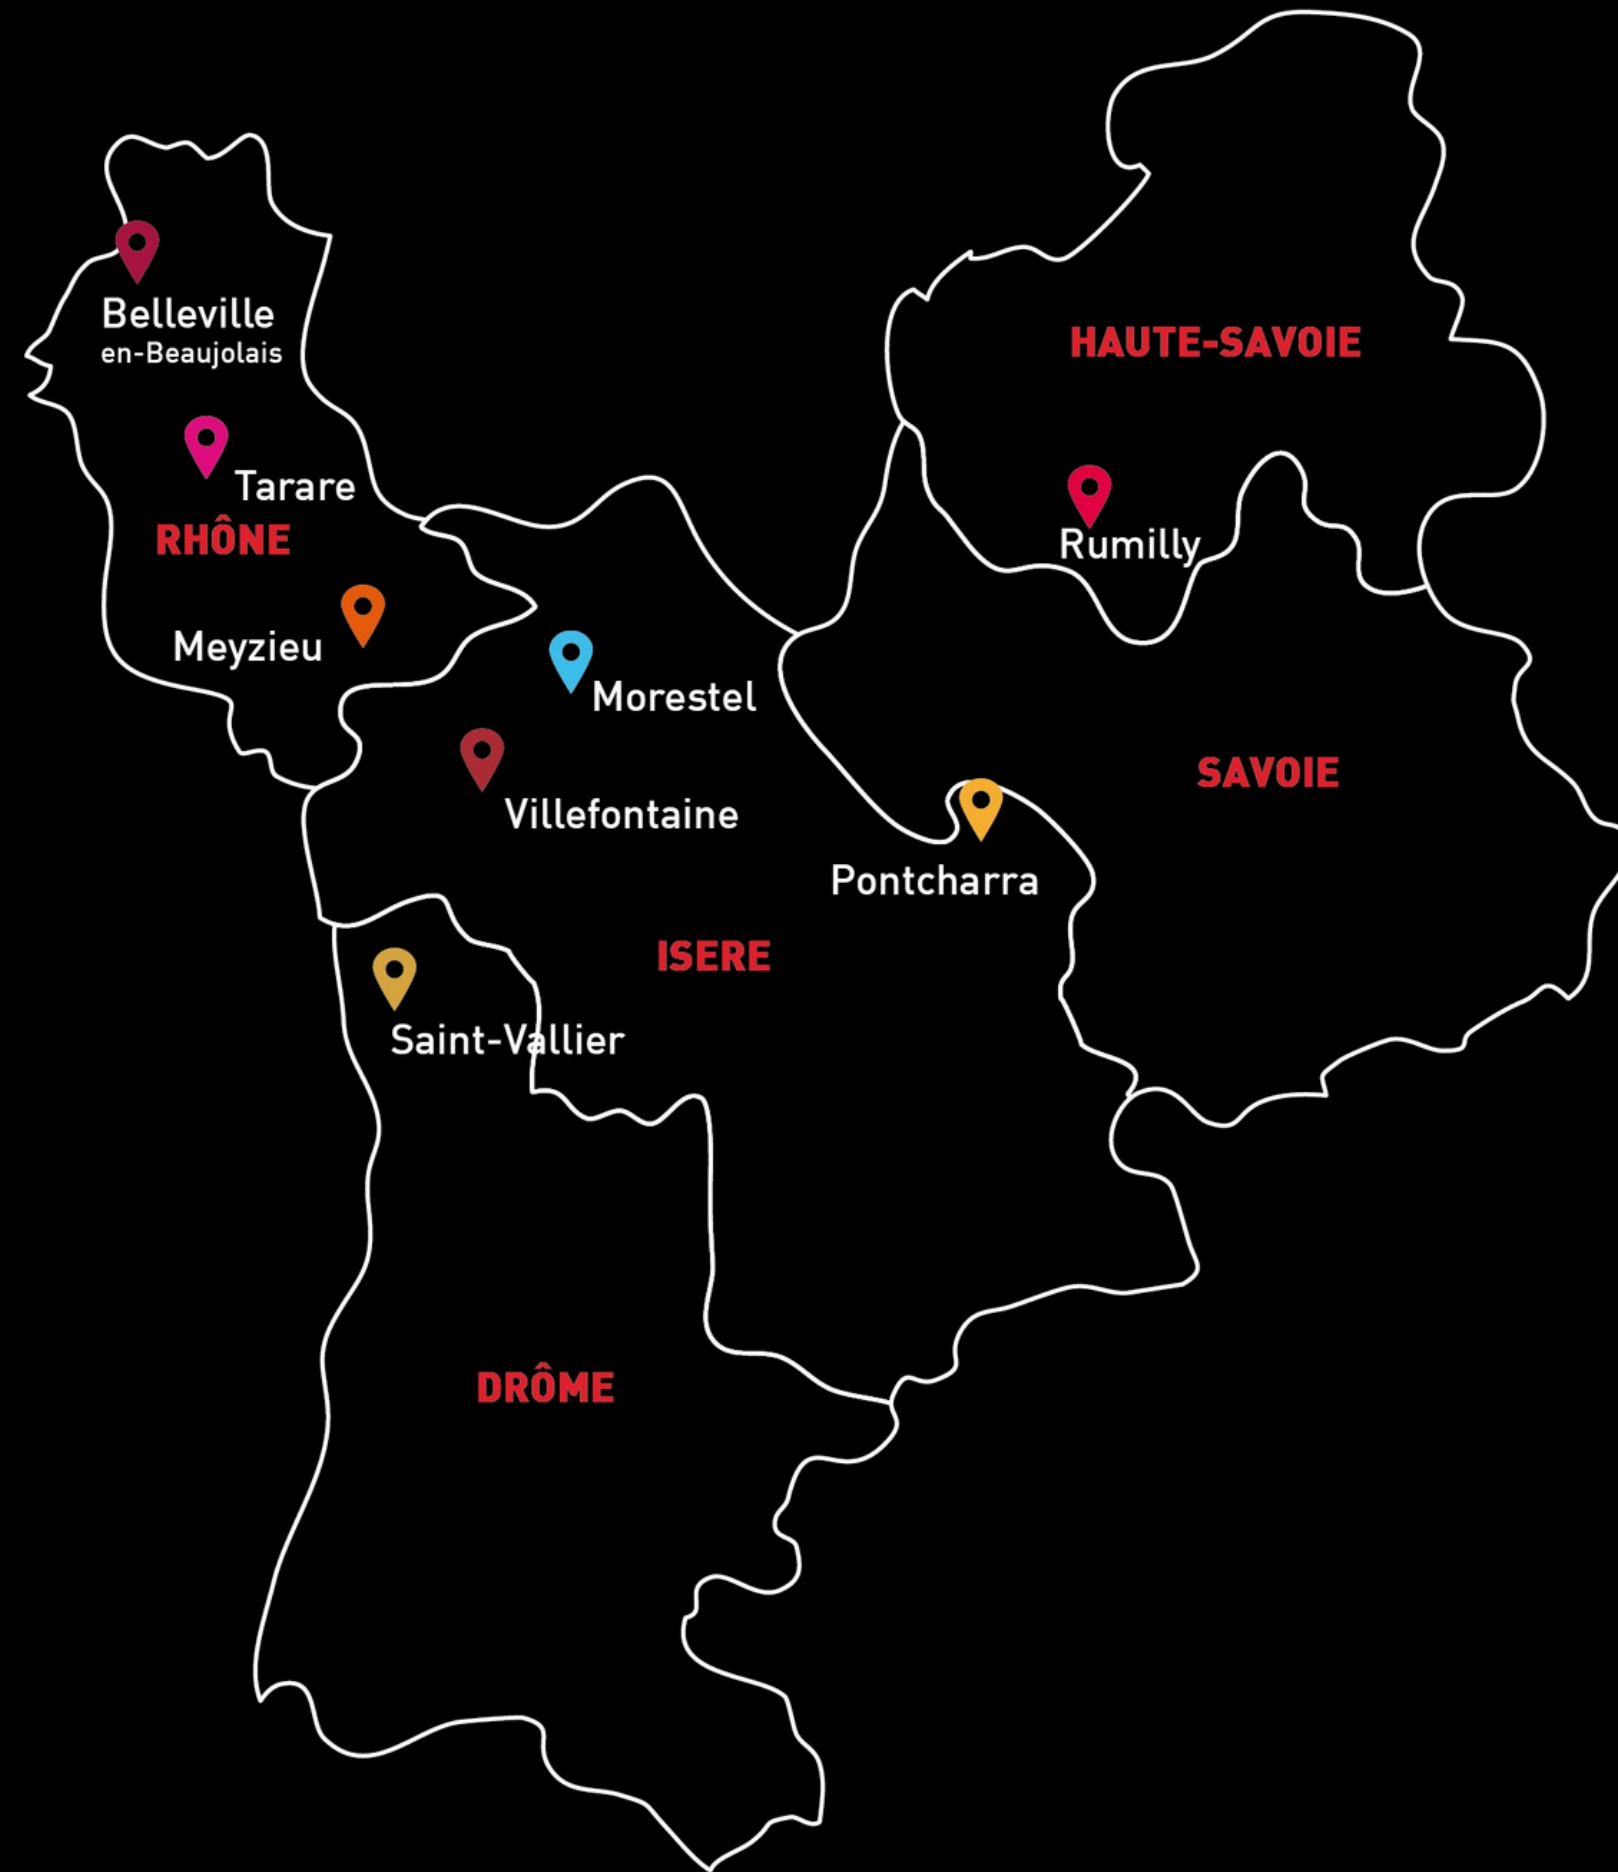 Belleville
en-Beaujolais
HAUTE-SAVOIE
Tarare
RHÔNE
Rumilly
Meyzieu
Morestel
SAVOIE
Villefontaine
Pontcharra
ISERE
Saint-Vallier
DRÔME